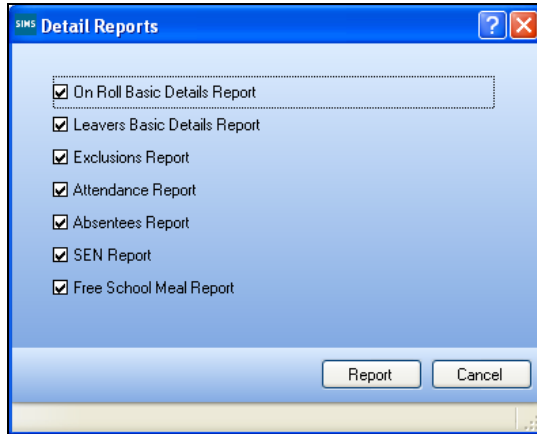 SIMS Detail Reports
On Roll Basic Details Report
Leavers Basic Details Report
Exclusions Report
Attendance Report
Absentees Report
SEN Report
Free School Meal Report
Report Cancel